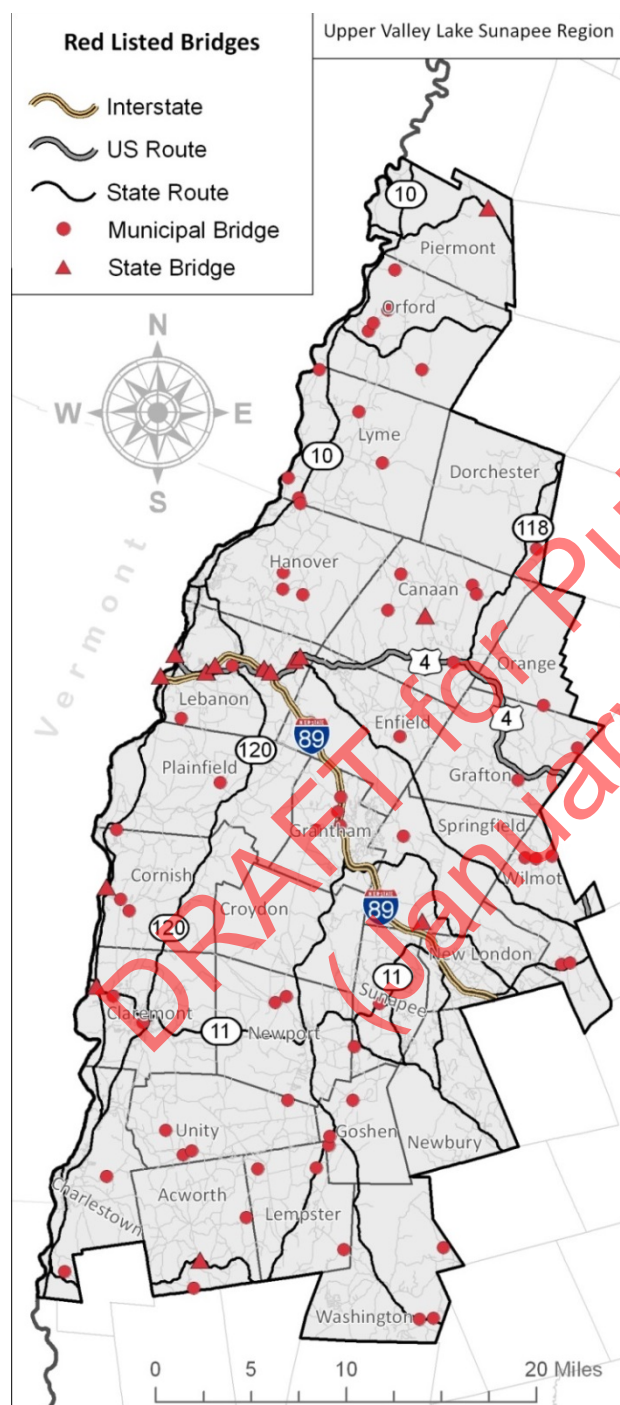 Red Listed Bridges
Upper Valley Lake Sunapee Region
Interstate
US Route
State Route
Municipal Bridge
State Bridge
N
W
E
S
10
Piermont
Orford
Lyme
10
Dorchester
118
Vermont
Hanover
Canaan
4
Orange
Lebanon
INTERSTATE
89
Enfield
4
120
Plainfield
Grafton
Grantham
Springfield
Wilmot
Cornish
Croydon
INTERSTATE
89
120
New London
11
Sunapee
Claremont
11
Newport
Unity
Goshen
Newbury
Charlestown
Acworth
Lempster
Washington
0
5
10
20 Miles
DRAFT for Pu
(January